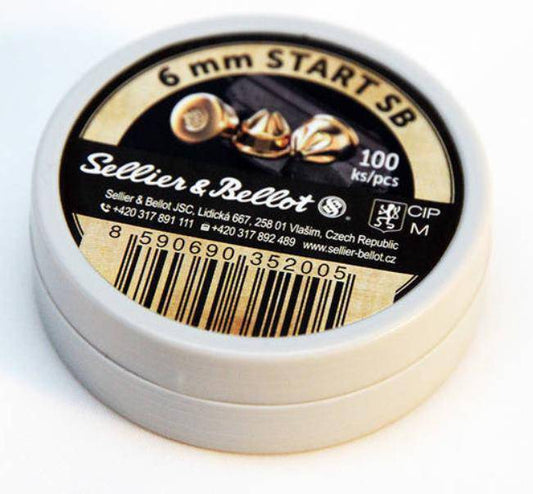 6 mm START SB
100
ks/pcs
Sellier & Bellot
CIP
M
Sellier & Bellot JSC, Lidická 667, 258 01 Vlašim, Czech Republic
+420 317 891 111 +420 317 892 489 www.sellier-bellot.cz
8 590690 352005